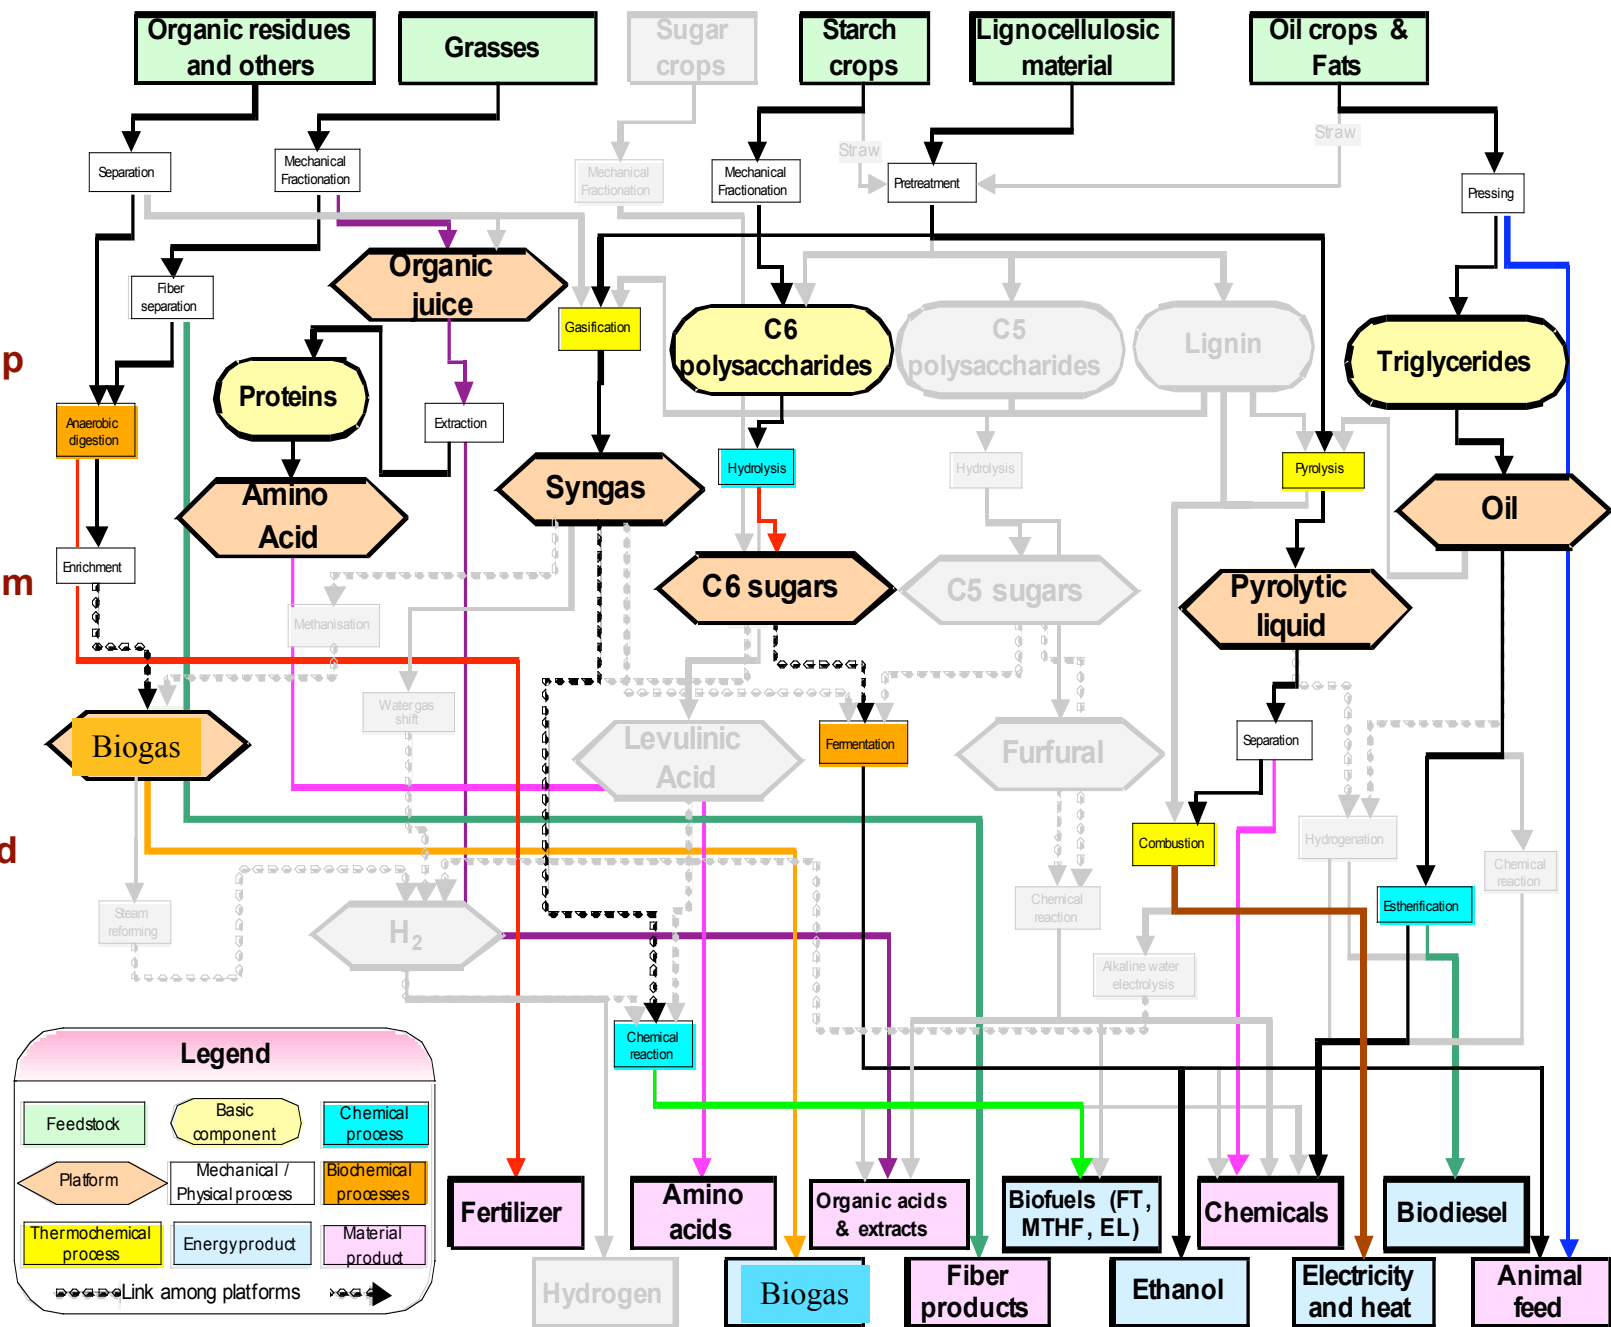 Organic residues
and others
Grasses
Sugar
crops
Starch
crops
Lignocellulosic
material
Oil crops &
Fats
Separation
Mechanical
Fractionation
Mechanical
Fractionation
Mechanical
Fractionation
Straw
Pretreatment
Straw
Pressing
Fiber
separation
Organic
juice
Gasification
C6
polysaccharides
C5
polysaccharides
Lignin
Triglycerides
p
Proteins
Anaerobic
digestion
Extraction
Hydrolysis
Hydrolysis
Pyrolysis
Amino
Acid
Syngas
Oil
Enrichment
m
C6 sugars
C5 sugars
Pyrolytic
liquid
Methanisation
Water gas
shift
Biogas
Levulinic
Acid
Fermentation
Furfural
Separation
d
Combustion
Hydrogenation
Chemical
reaction
Steam
reforming
H2
Chemical
reaction
Estherification
Alkaline water
electrolysis
Chemical
reaction
Legend
Feedstock
Basic
component
Chemical
process
Platform
Mechanical /
Physical process
Biochemical
processes
Thermochemical
process
Energy product
Material
product
Link among platforms
Fertilizer
Amino
acids
Organic acids
& extracts
Biofuels (FT,
MTHF, EL)
Chemicals
Biodiesel
Hydrogen
Biogas
Fiber
products
Ethanol
Electricity
and heat
Animal
feed